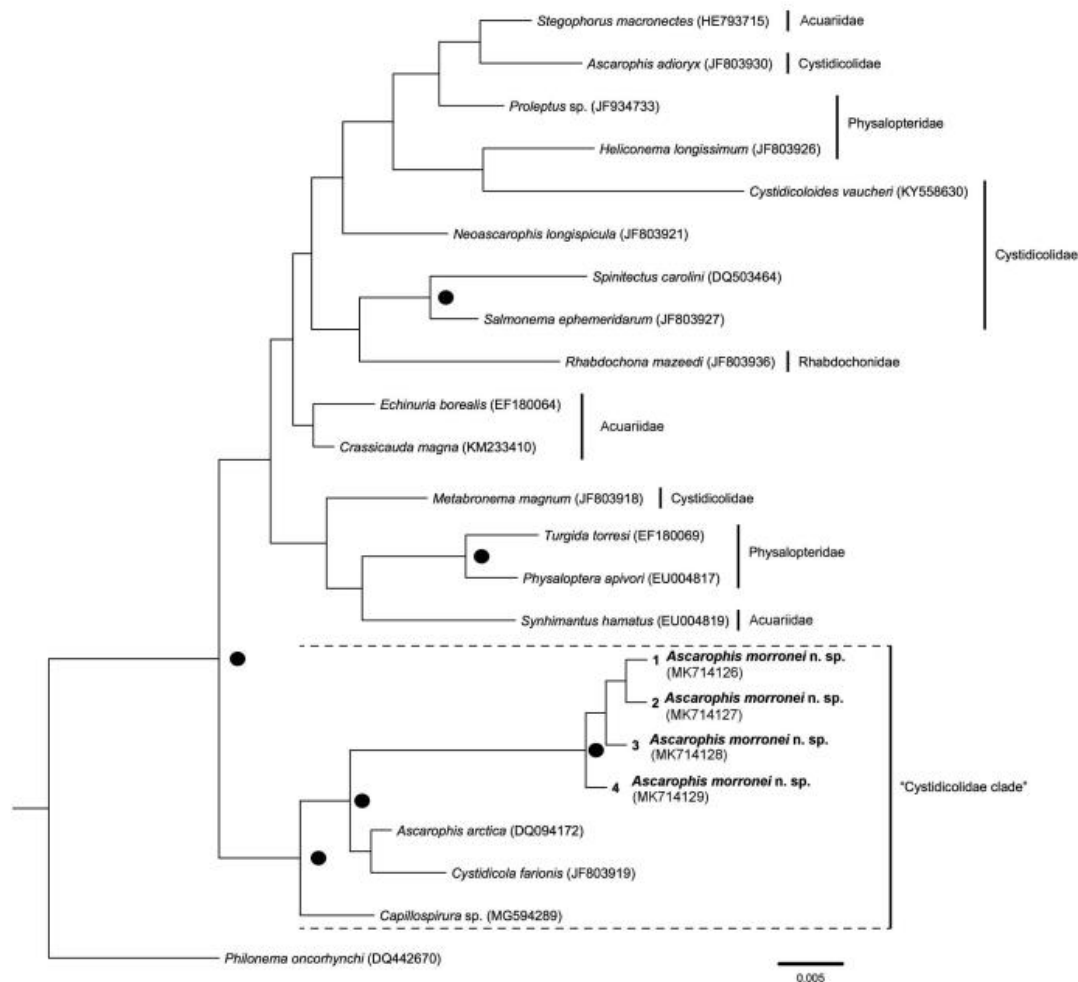 Stegophorus macronectes (HE793715) Acuariidae
Ascarophis adioryx (JF803930) Cystidicolidae
Proleptus sp. (JF934733)
Physalopteridae
Heliconema longissimum (JF803926)
Cystidicoloides vaucheri (KY558630)
Neoascarophis longispicula (JF803921)
Cystidicolidae
Spinitectus carolini (DQ503464)
Salmonema ephemeridarum (JF803927)
Rhabdochona mazeedi (JF803936) Rhabdochonidae
Echinuria borealis (EF180064)
Acuariidae
Crassicauda magna (KM233410)
Metabronema magnum (JF803918) Cystidicolidae
Turgida torresi (EF180069)
Physalopteridae
Physaloptera apivori (EU004817)
Synhimantus hamatus (EU004819) Acuariidae
1 Ascarophis morronei n. sp.
(MK714126)
2 Ascarophis morronei n. sp.
(MK714127)
3 Ascarophis morronei n. sp.
(MK714128)
4 Ascarophis morronei n. sp.
(MK714129)
"Cystidicolidae clade"
Ascarophis arctica (DQ094172)
Cystidicola farionis (JF803919)
Capillospirura sp. (MG594289)
Philonema oncorhynchi (DQ442670)
0.005